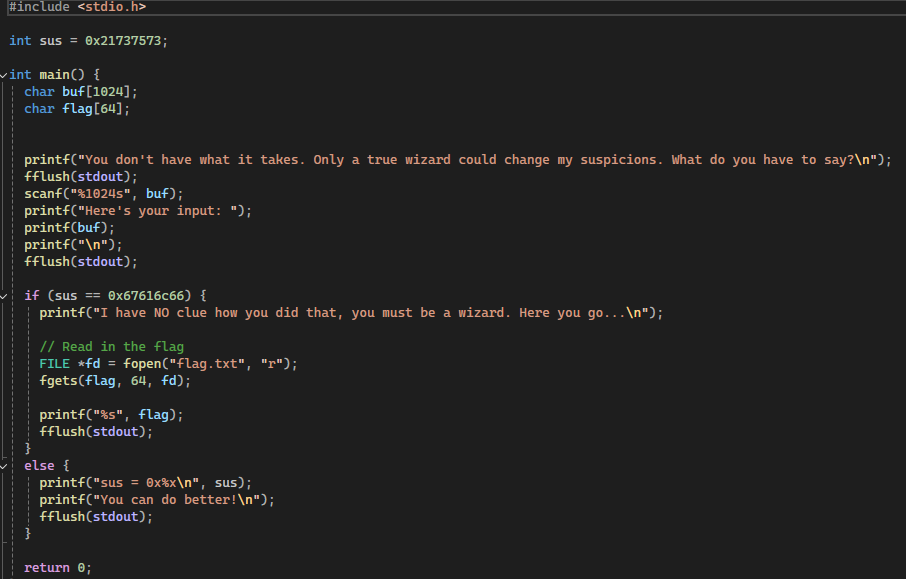 #include <stdio.h>
int sus = 0x21737573;
int main() {
char buf[1024];
char flag[64];
printf("You don't have what it takes. Only a true wizard could change my suspicions. What do you have to say?\n");
fflush(stdout);
scanf("%1024s", buf);
printf("Here's your input: ");
printf(buf);
printf("\n");
fflush(stdout);
if (sus == 0x67616c66) {
printf("I have NO clue how you did that, you must be a wizard. Here you go...\n");
// Read in the flag
FILE *fd = fopen("flag.txt", "r");
fgets(flag, 64, fd);
printf("%s", flag);
fflush(stdout);
}
else {
printf("sus = 0x%x\n", sus);
printf("You can do better!\n");
fflush(stdout);
}
return 0;